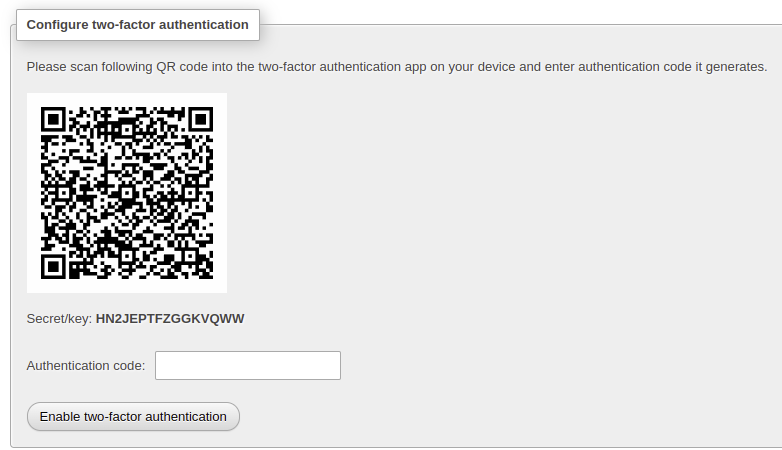 Configure two-factor authentication
Please scan following QR code into the two-factor authentication app on your device and enter authentication code it generates.
Secret/key: HN2JEPTFZGGKVQWW
Authentication code:
Enable two-factor authentication